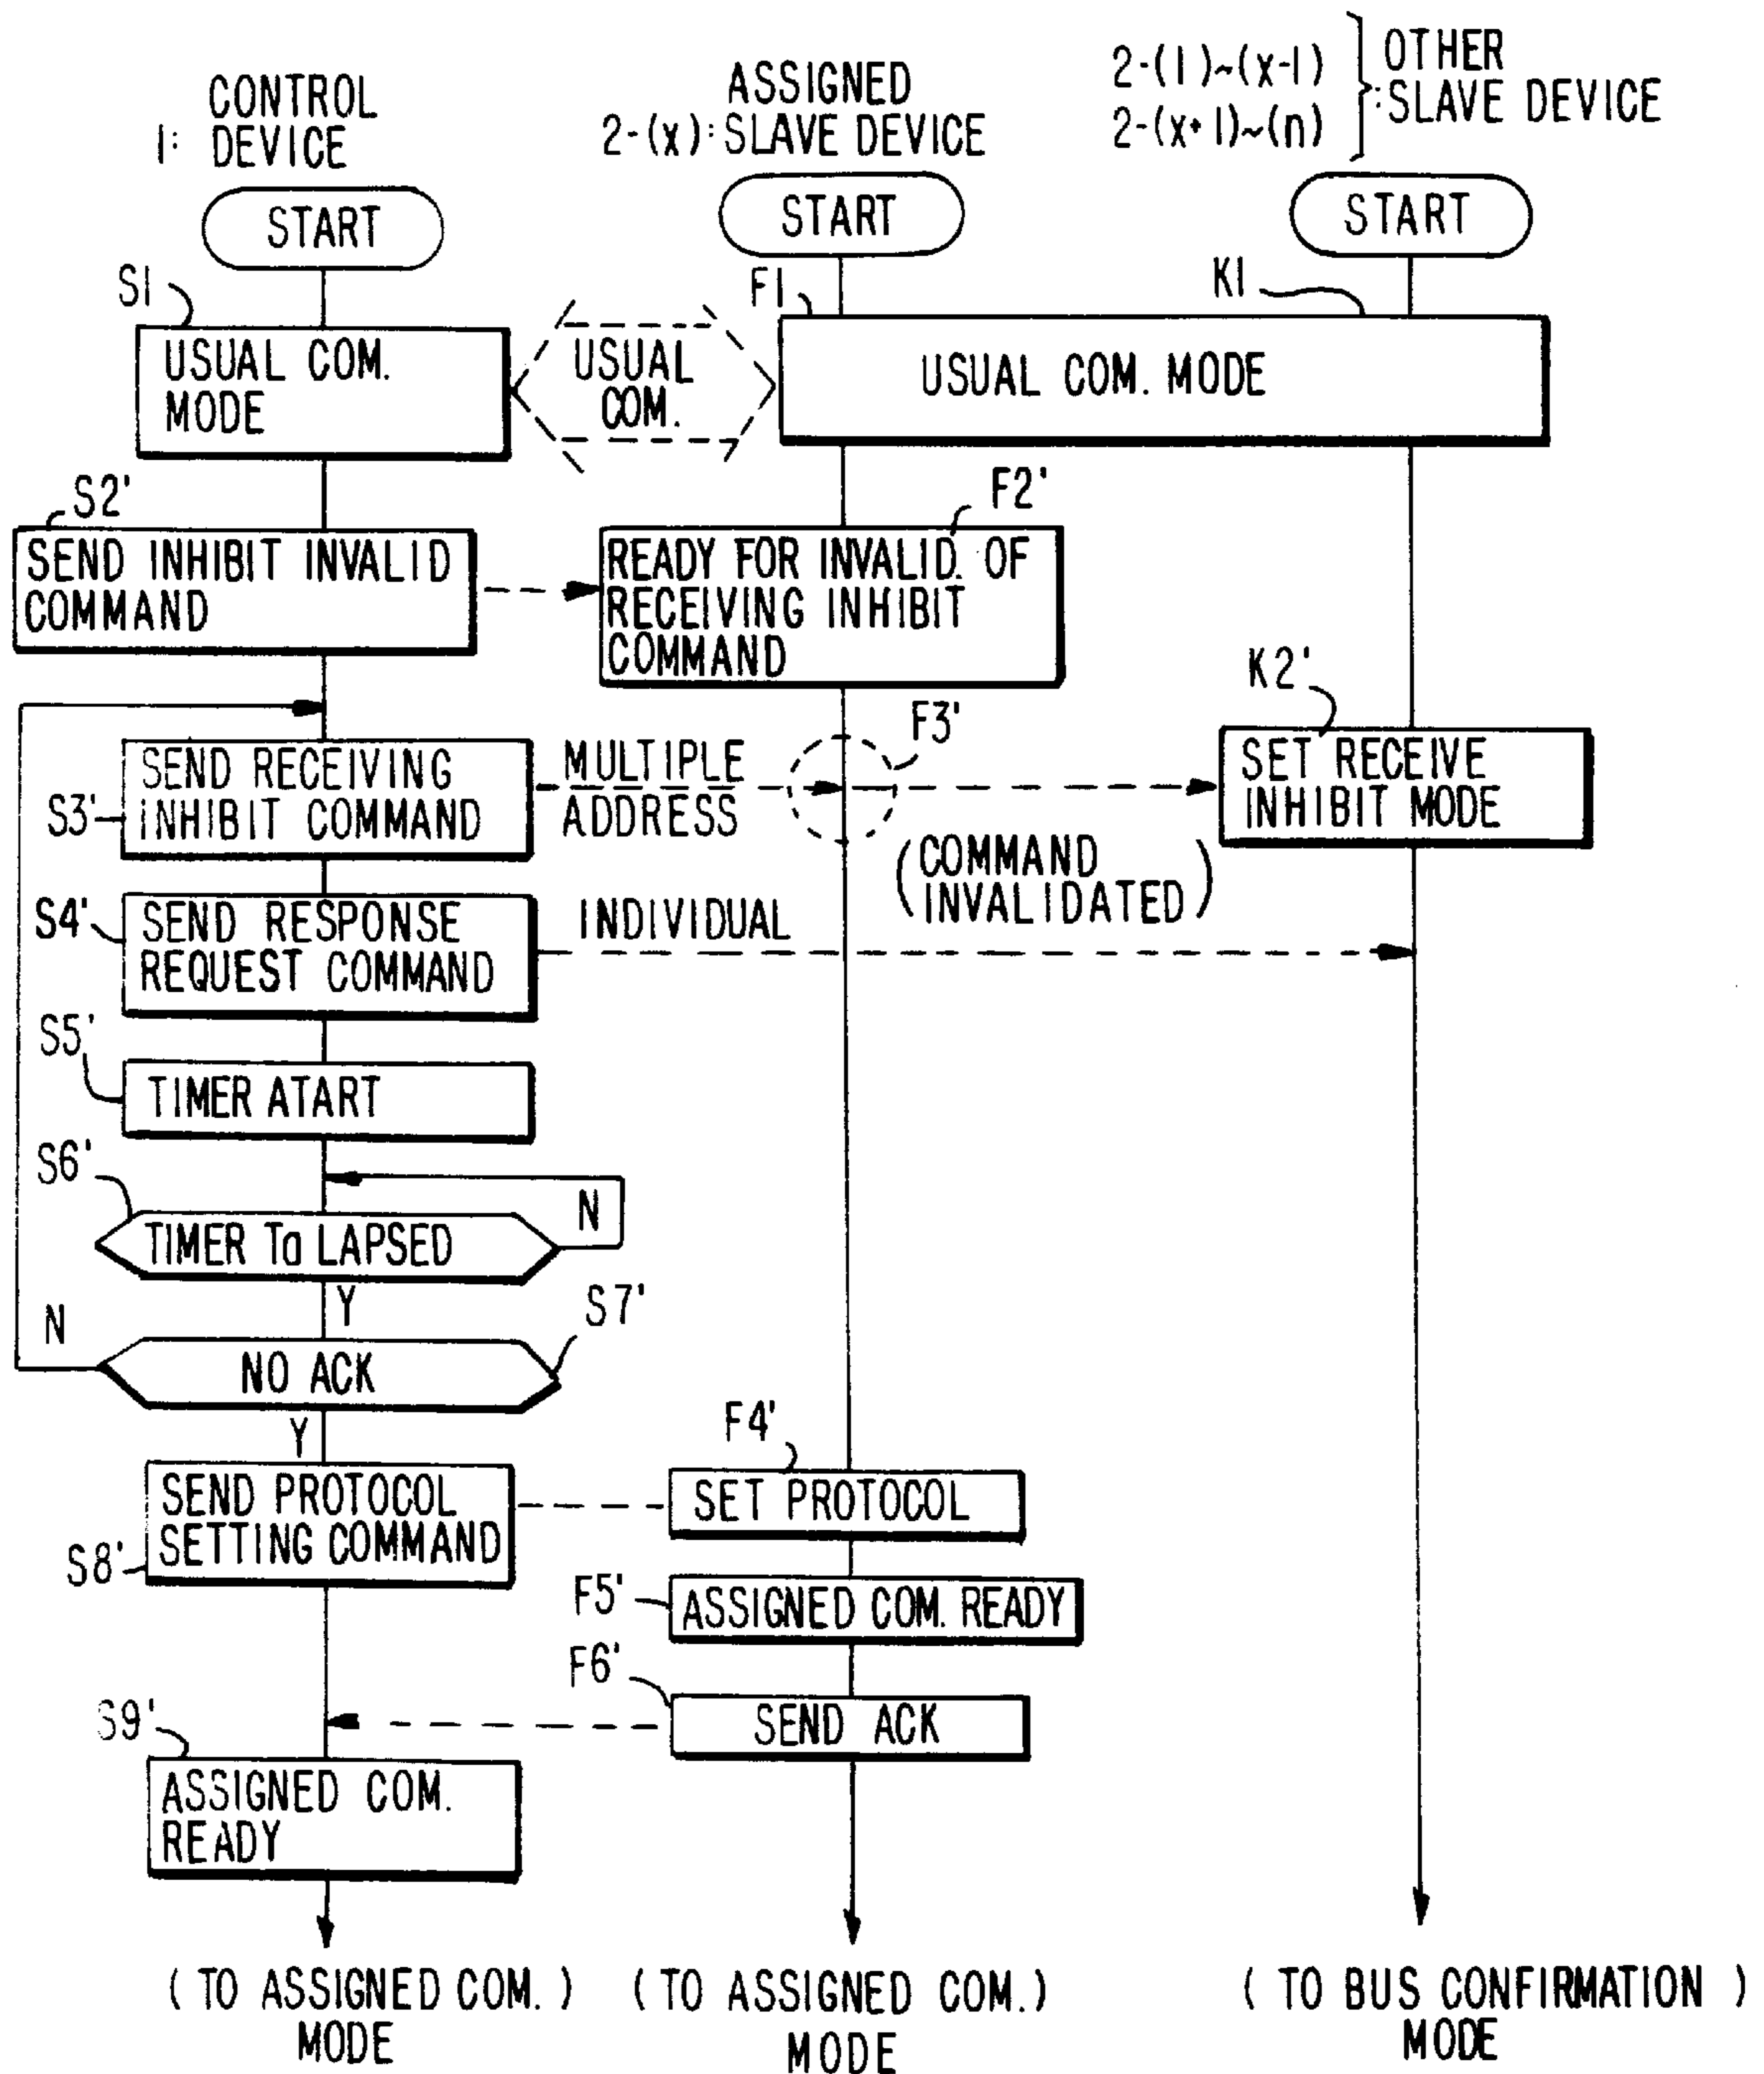 CONTROL
1: DEVICE
ASSIGNED
2-(x): SLAVE DEVICE
2-(1)~(x-1)
2-(x+1)~(n)
OTHER
:SLAVE DEVICE
START
START
START
S1
F1
K1
USUAL COM.
MODE
USUAL
COM.
USUAL COM. MODE
S2'
F2'
SEND INHIBIT INVALID
COMMAND
READY FOR INVALID. OF
RECEIVING INHIBIT
COMMAND
K2'
F3'
S3'
SEND RECEIVING
INHIBIT COMMAND
MULTIPLE
ADDRESS
SET RECEIVE
INHIBIT MODE
(COMMAND
INVALIDATED)
S4'
SEND RESPONSE
REQUEST COMMAND
INDIVIDUAL
S5'
TIMER ATART
S6'
N
TIMER Ta LAPSED
Y
S7'
N
NO ACK
Y
F4'
SEND PROTOCOL
SETTING COMMAND
S8'
SET PROTOCOL
F5'
ASSIGNED COM. READY
F6'
SEND ACK
S9'
ASSIGNED COM.
READY
(TO ASSIGNED COM.)
MODE
(TO ASSIGNED COM.)
MODE
(TO BUS CONFIRMATION)
MODE